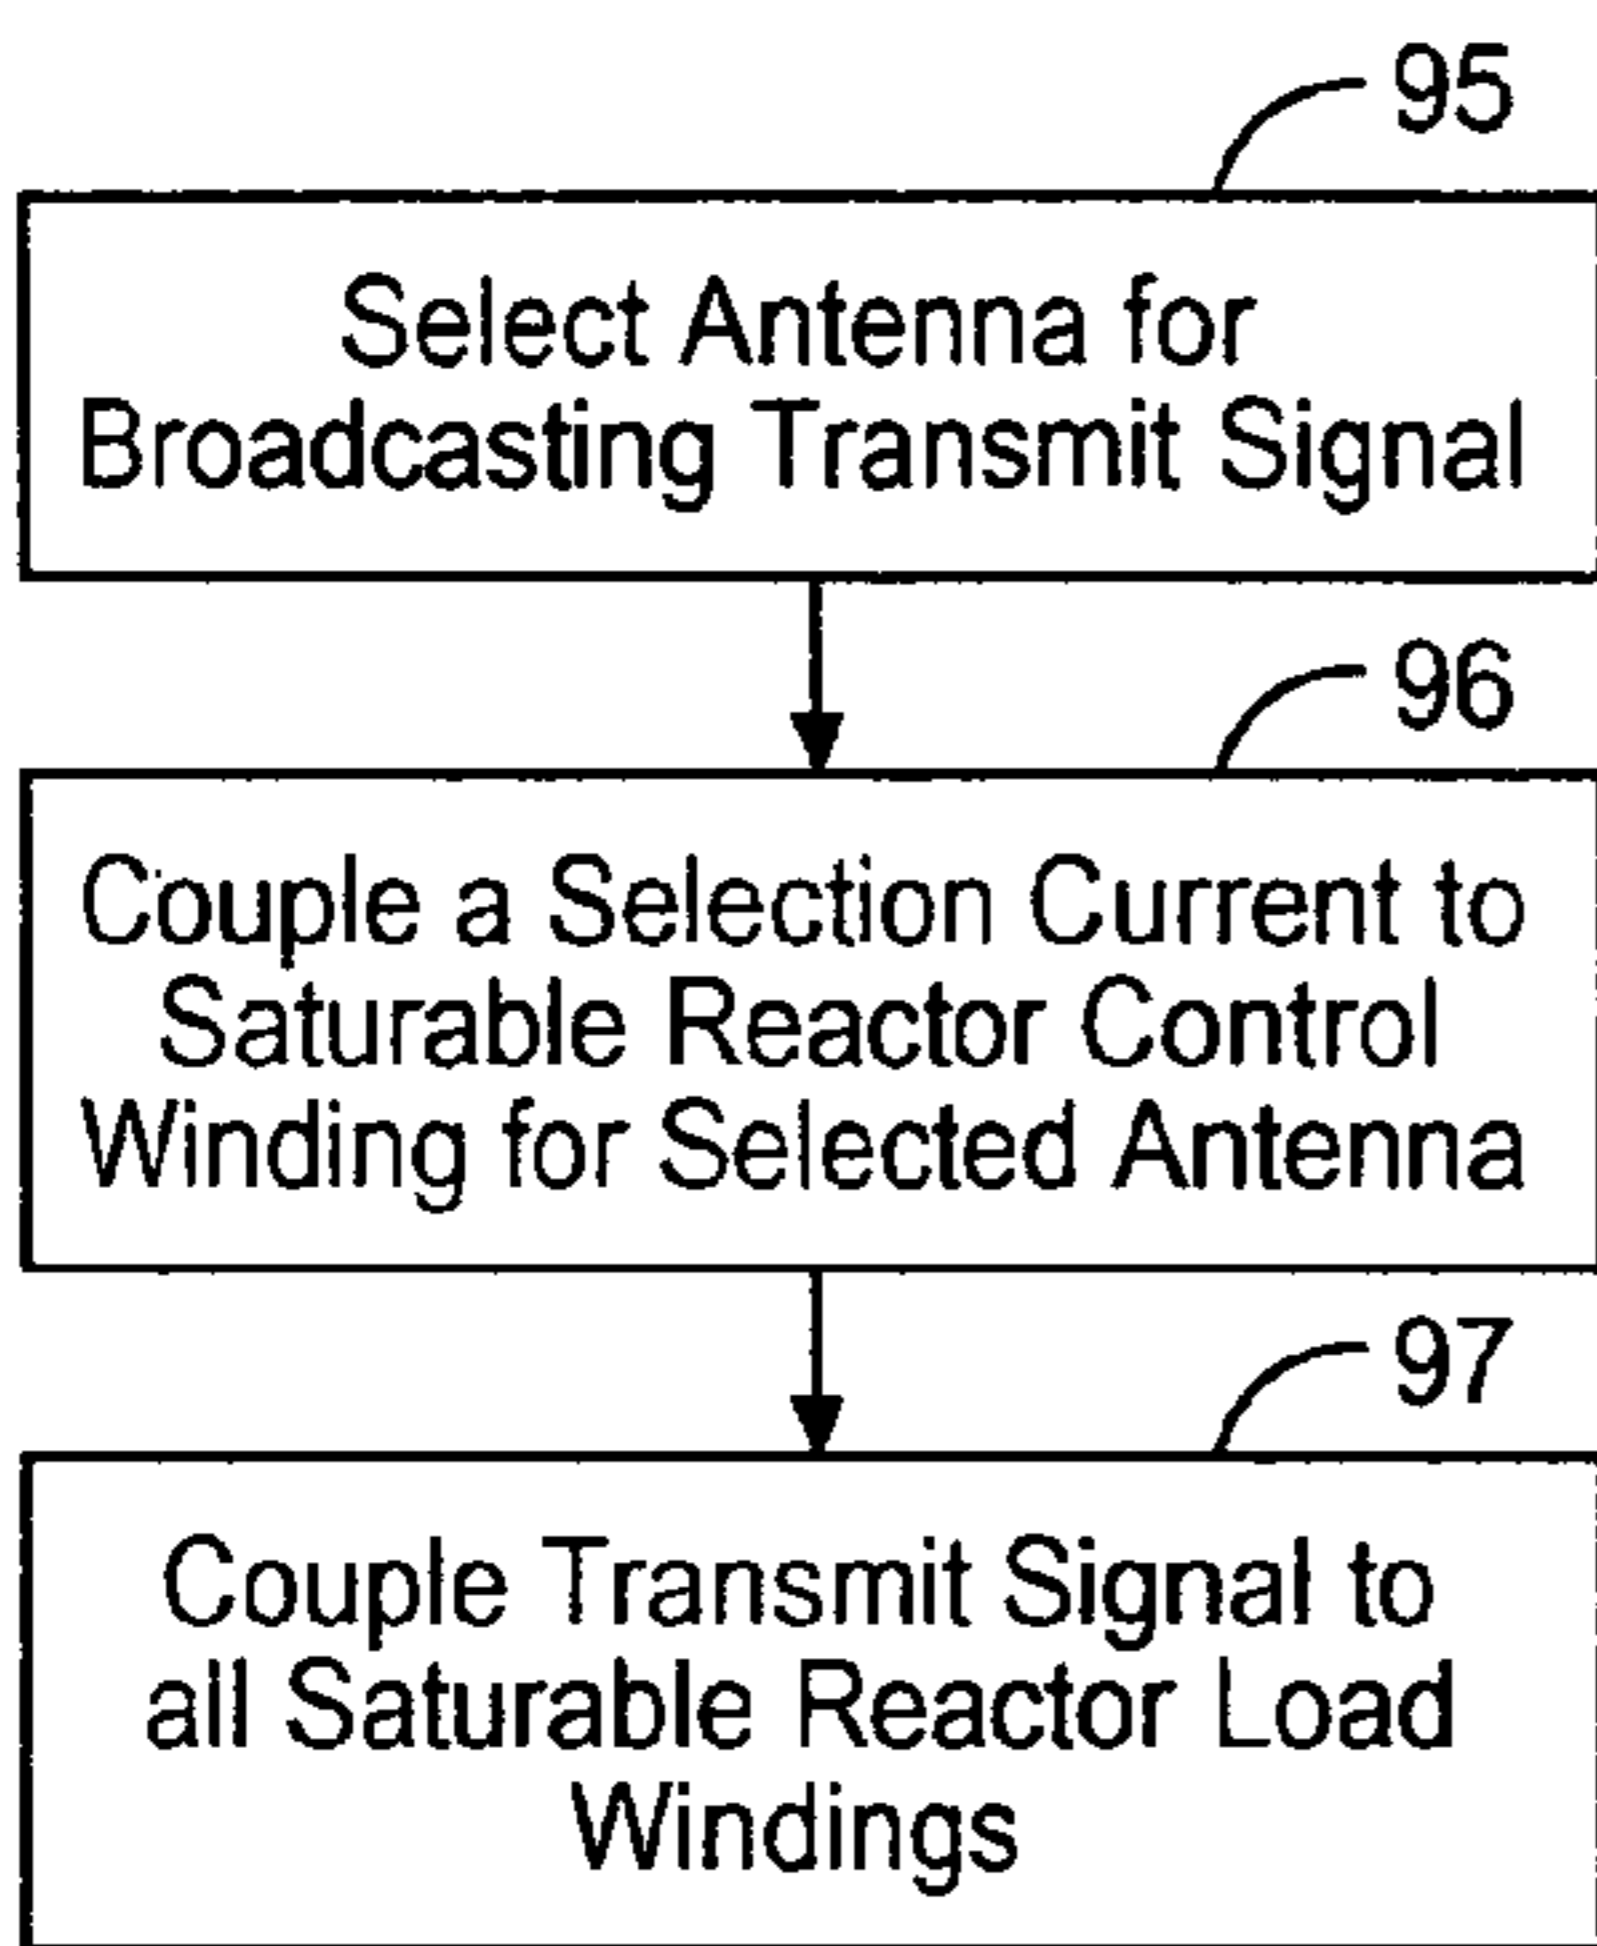 95
Select Antenna for
Broadcasting Transmit Signal
96
Couple a Selection Current to
Saturable Reactor Control
Winding for Selected Antenna
97
Couple Transmit Signal to
all Saturable Reactor Load
Windings